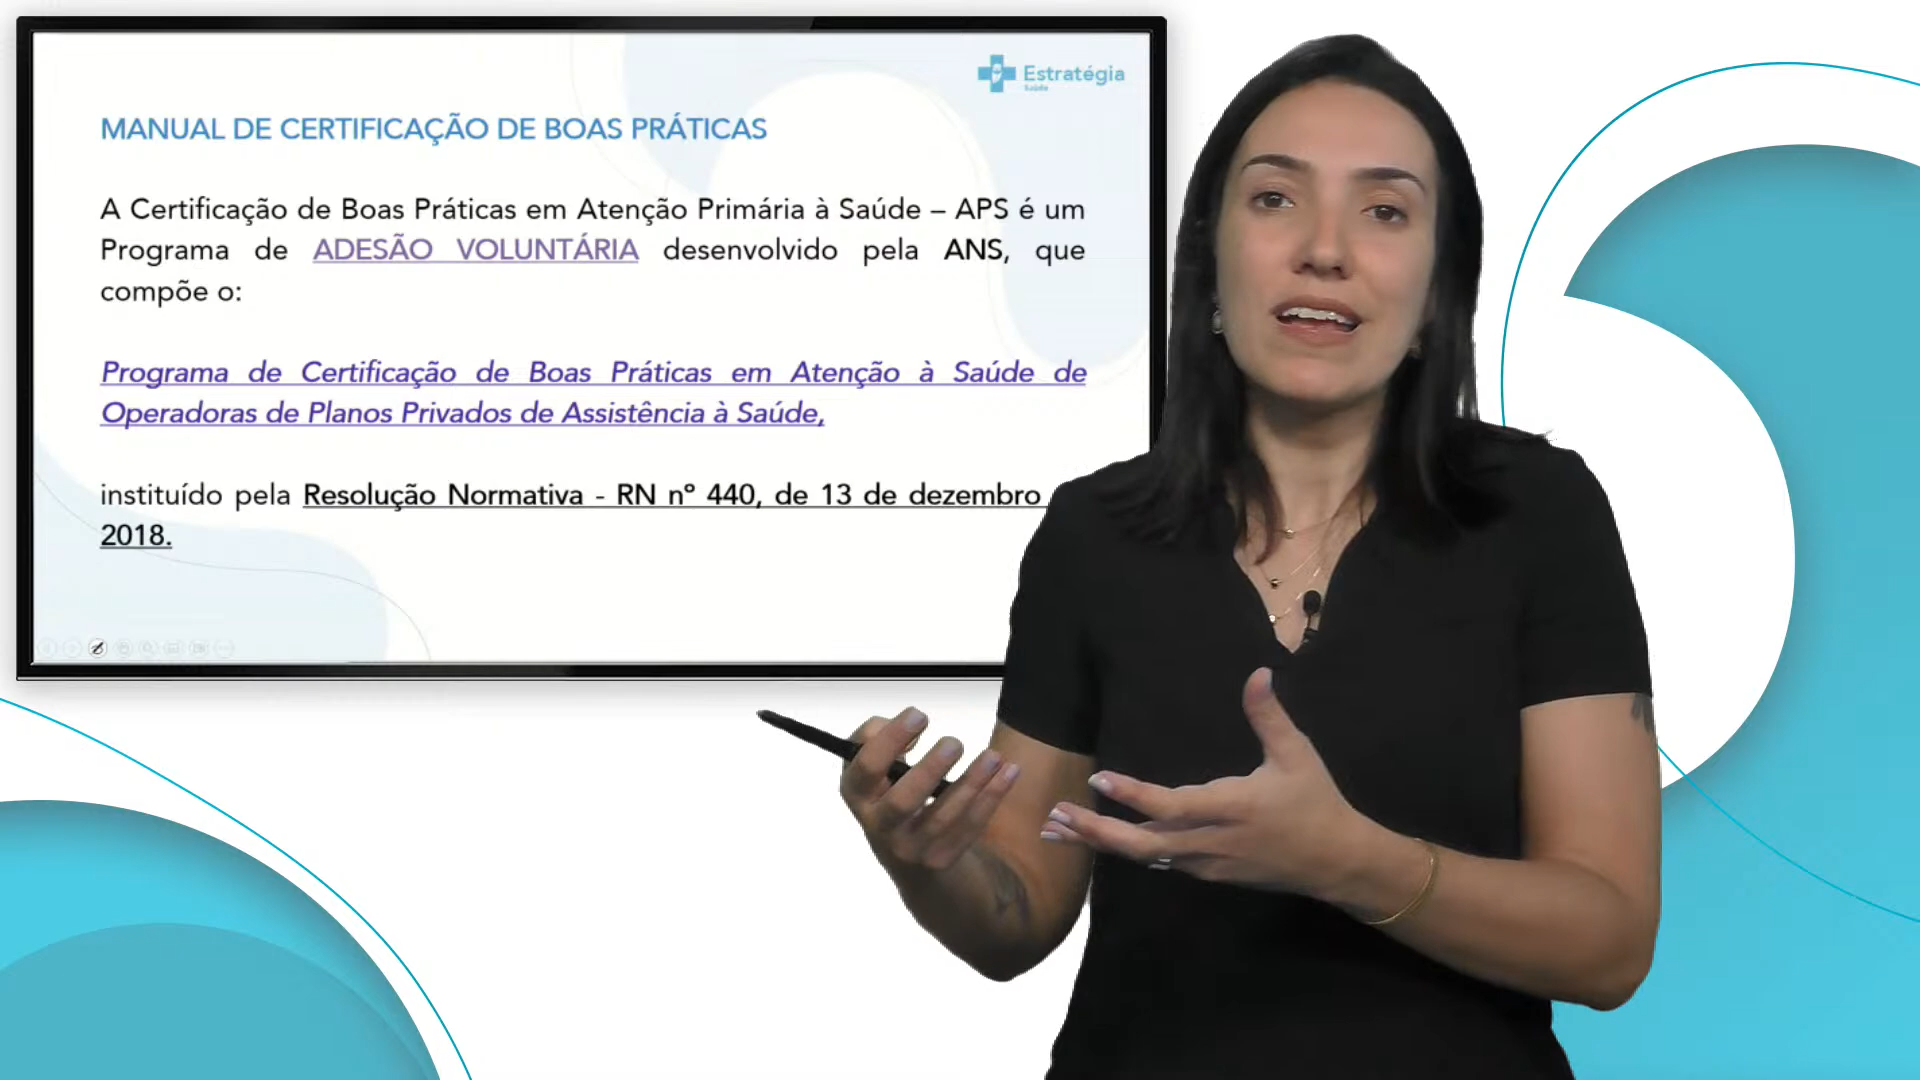 Estratégia
Saúde
MANUAL DE CERTIFICAÇÃO DE BOAS PRÁTICAS
A Certificação de Boas Práticas em Atenção Primária à Saúde – APS é um
Programa de ADESÃO VOLUNTÁRIA desenvolvido pela ANS, que
compõe o:
Programa de Certificação de Boas Práticas em Atenção à Saúde de
Operadoras de Planos Privados de Assistência à Saúde,
instituído pela Resolução Normativa - RN nº 440, de 13 de dezembro
2018.